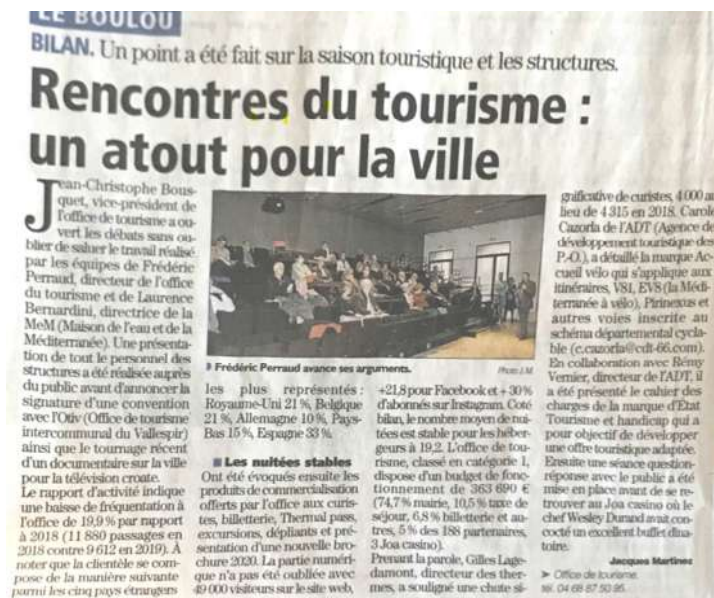 LE BOULOU
BILAN. Un point a été fait sur la saison touristique et les structures.
Rencontres du tourisme :
un atout pour la ville
Jean-Christophe Bous-
quet, vice-président de
l'office de tourisme a ou-
vert les débats sans ou-
blier de saluer le travail réalisé
par les équipes de Frédéric
Perraud, directeur de l'office
du tourisme et de Laurence
Bernardini, directrice de la
MeM (Maison de l'eau et de la
Méditerranée). Une présenta-
tion de tout le personnel des
structures a été réalisée auprès
du public avant d'annoncer la
signature d'une convention
avec l'Otiv (Office de tourisme
intercommunal du Vallespir)
ainsi que le tournage récent
d'un documentaire sur la ville
pour la télévision croate.
Le rapport d'activité indique
une baisse de fréquentation à
l'office de 19,9 % par rapport
à 2018 (11 880 passages en
2018 contre 9 612 en 2019). À
noter que la clientèle se com-
pose de la manière suivante
parmi les cinq pays étrangers
Frédéric Perraud avance ses arguments.
Photo J.M
les plus représentés :
Royaume-Uni 21 %, Belgique
21 %, Allemagne 10 %, Pays-
Bas 15 %, Espagne 33 %.
Les nuitées stables
Ont été évoqués ensuite les
produits de commercialisation
offerts par l'office aux curis-
tes, billetterie, Thermal pass,
excursions, dépliants et pré-
sentation d'une nouvelle bro-
chure 2020. La partie numéri-
que n'a pas été oubliée avec
49 000 visiteurs sur le site web,
+21,8 pour Facebook et + 30 %
d'abonnés sur Instagram. Coté
bilan, le nombre moyen de nui-
tées est stable pour les héber-
geurs à 19,2. L'office de tou-
risme, classé en catégorie 1,
dispose d'un budget de fonc-
tionnement de 363 690 €
(74,7% mairie, 10,5 % taxe de
séjour, 6,8 % billetterie et au-
tres, 5 % des 188 partenaires,
3 Joa casino).
Prenant la parole, Gilles Lage-
damont, directeur des ther-
mes, a souligné une chute si-
gnificative de curistes, 4 000 au
lieu de 4 315 en 2018. Carole
Cazorla de l'ADT (Agence de
développement touristique des
P.-O.), a détaillé la marque Ac-
cueil vélo qui s'applique aux
itinéraires, V81, EV8 (la Médi-
terranée à vélo), Pirinexus et
autres voies inscrite au
schéma départemental cycla-
ble (c.cazorla@cdt-66.com).
En collaboration avec Rémy
Vernier, directeur de l'ADT, il
a été présenté le cahier des
charges de la marque d'État
Tourisme et handicap qui a
pour objectif de développer
une offre touristique adaptée.
Ensuite une séance question-
réponse avec le public a été
mise en place avant de se re-
trouver au Joa casino où le
chef Wesley Durand avait con-
cocté un excellent buffet dîna-
toire.
Jacques Martines
➤ Office de tourisme.
tél. 04 68 87 50 95.